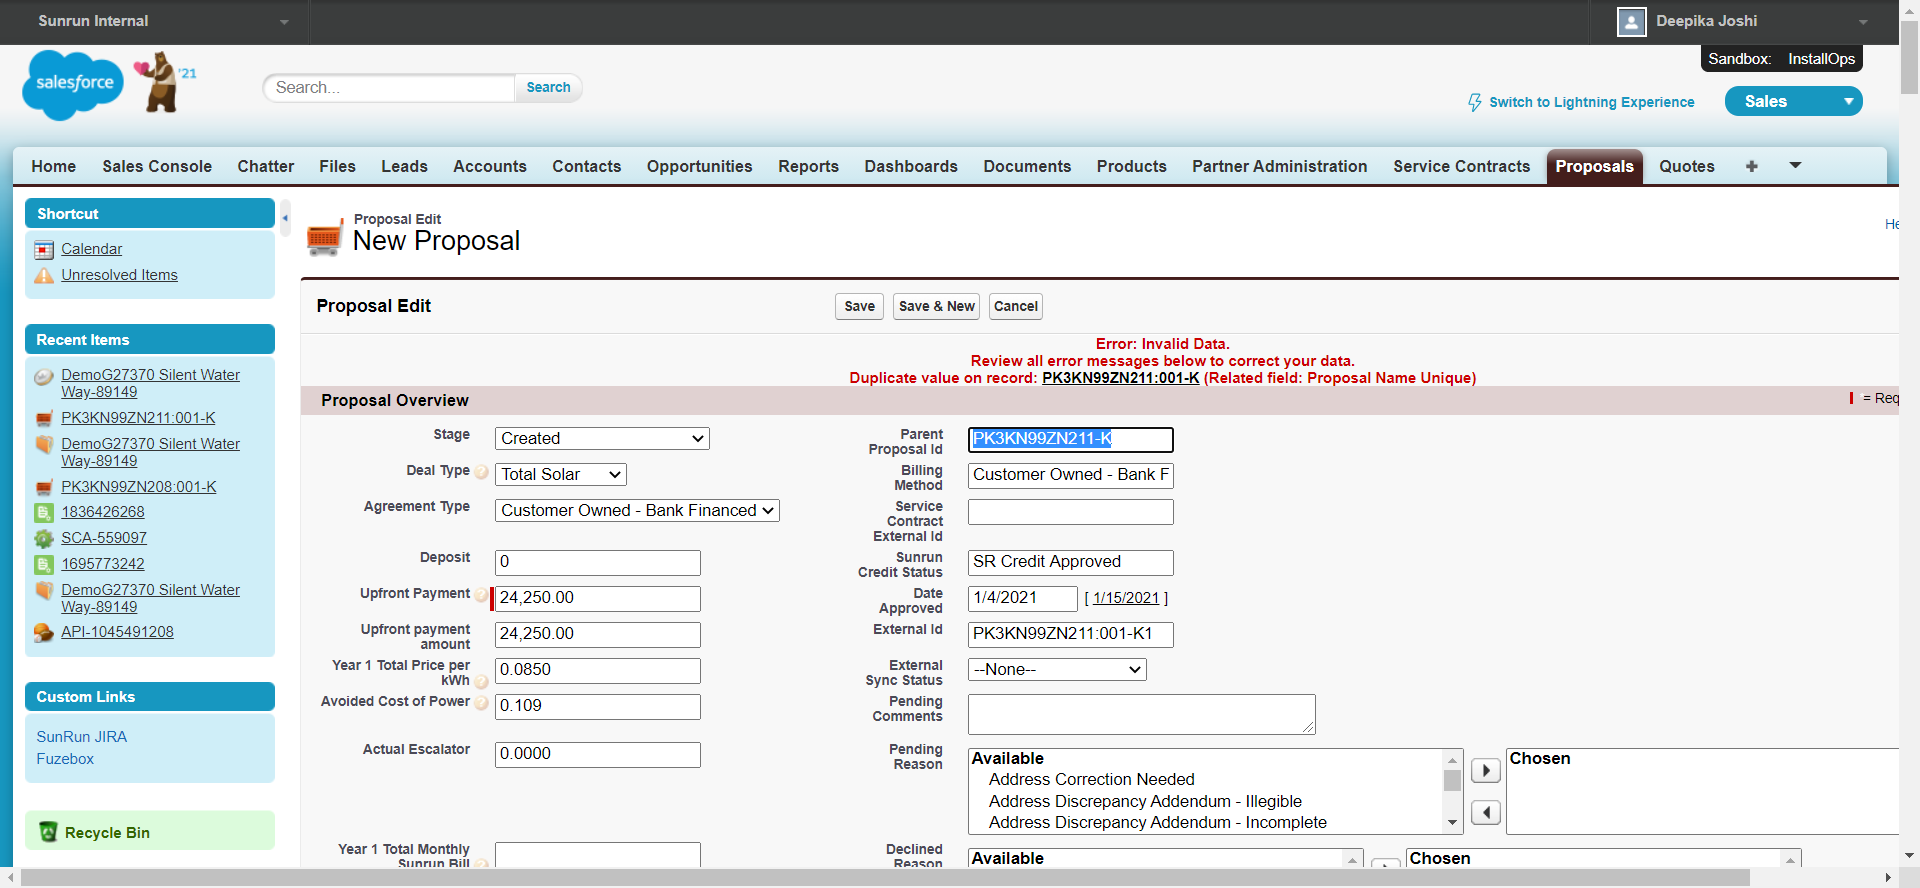 Sunrun Internal
Deepika Joshi
Sandbox: InstallOps
salesforce
'21
Search...
Search
Switch to Lightning Experience
Sales
Home Sales Console Chatter Files Leads Accounts Contacts Opportunities Reports Dashboards Documents Products Partner Administration Service Contracts Proposals Quotes +
Shortcut
Calendar
Unresolved Items
Recent Items
DemoG27370 Silent Water
Way-89149
PK3KN99ZN211:001-K
DemoG27370 Silent Water
Way-89149
PK3KN99ZN208:001-K
1836426268
SCA-559097
1695773242
DemoG27370 Silent Water
Way-89149
API-1045491208
Custom Links
SunRun JIRA
Fuzebox
Recycle Bin
Proposal Edit
New Proposal
He
Proposal Edit
Save
Save & New
Cancel
Error: Invalid Data.
Review all error messages below to correct your data.
Duplicate value on record: PK3KN99ZN211:001-K (Related field: Proposal Name Unique)
Proposal Overview
= Req
Stage
Created
Deal Type
?
Total Solar
Agreement Type
Customer Owned - Bank Financed
Deposit
0
Upfront Payment
?
24,250.00
Upfront payment
amount
24,250.00
Year 1 Total Price per
kWh
?
0.0850
Avoided Cost of Power
?
0.109
Actual Escalator
0.0000
Year 1 Total Monthly
Sunrun Bill
?
Parent
Proposal Id
PK3KN99ZN211-K
Billing
Method
Customer Owned - Bank F
Service
Contract
External Id
Sunrun
Credit Status
SR Credit Approved
Date
Approved
1/4/2021
[ 1/15/2021 ]
External Id
PK3KN99ZN211:001-K1
External
Sync Status
--None--
Pending
Comments
Pending
Reason
Available
Address Correction Needed
Address Discrepancy Addendum - Illegible
Address Discrepancy Addendum - Incomplete
Chosen
Declined
Reason
Available
Chosen